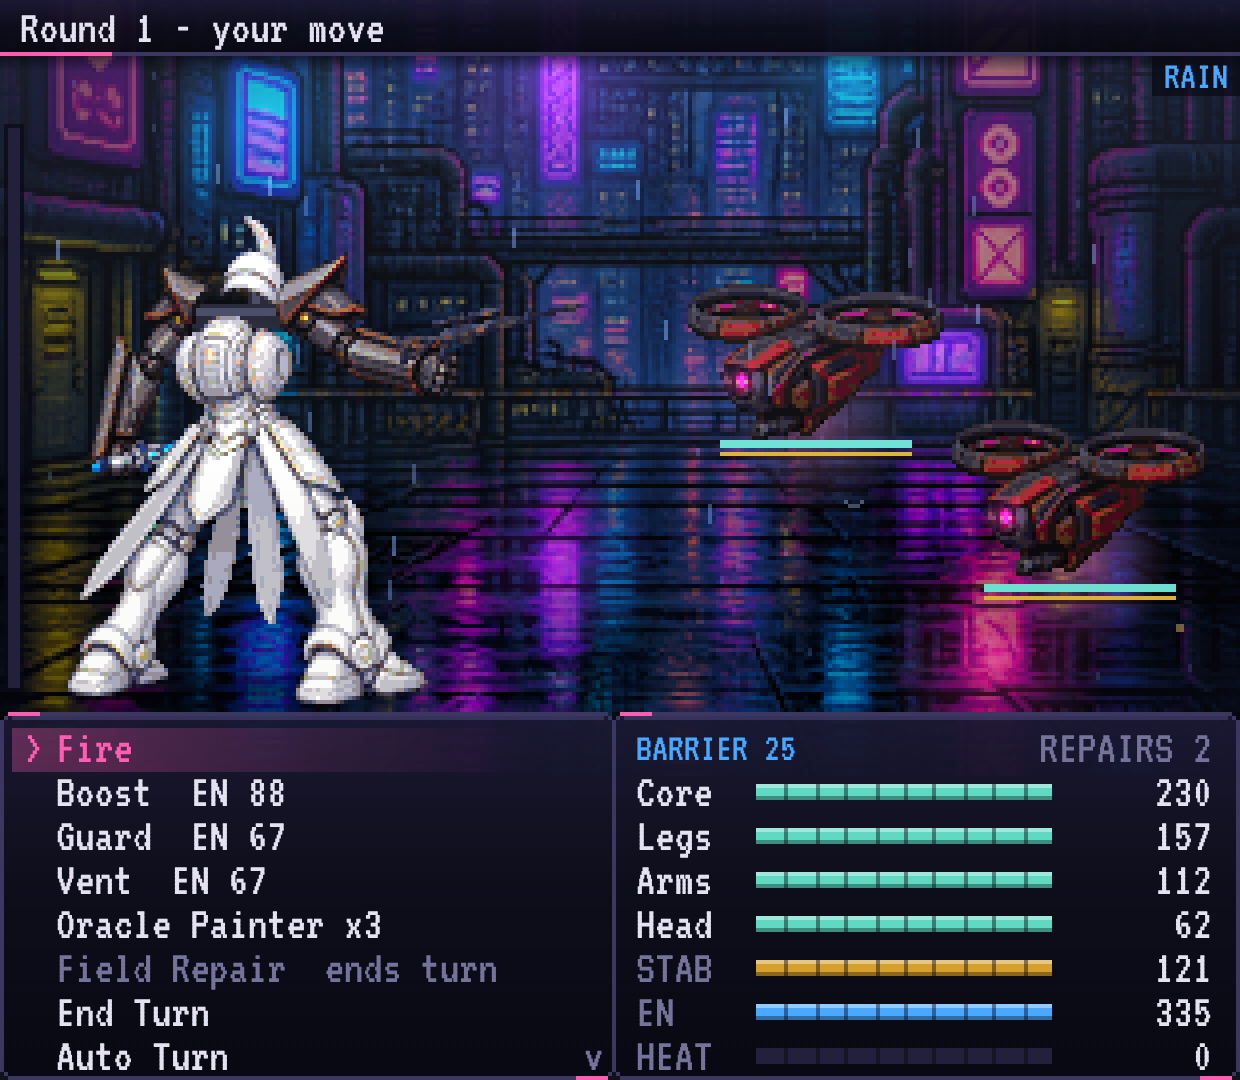 Round 1 - your move
RAIN
> Fire
Boost EN 88
Guard EN 67
Vent EN 67
Oracle Painter x3
Field Repair ends turn
End Turn
Auto Turn v
BARRIER 25 REPAIRS 2
Core 230
Legs 157
Arms 112
Head 62
STAB 121
EN 335
HEAT 0